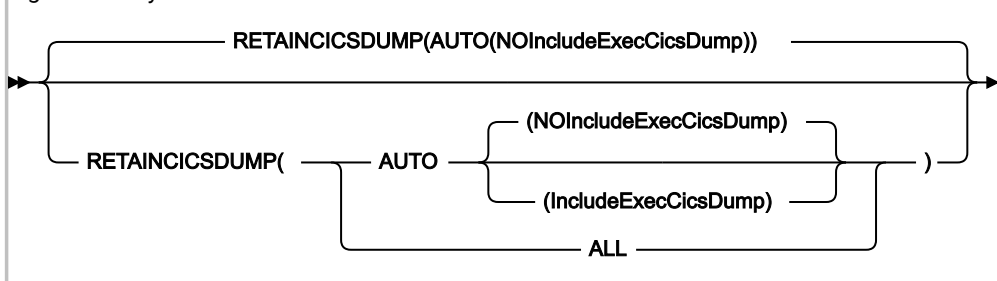 RETAINCICSDUMP(AUTO(NOIncludeExecCicsDump))
(NOIncludeExecCicsDump)
RETAINCICSDUMP( AUTO )
(IncludeExecCicsDump)
ALL